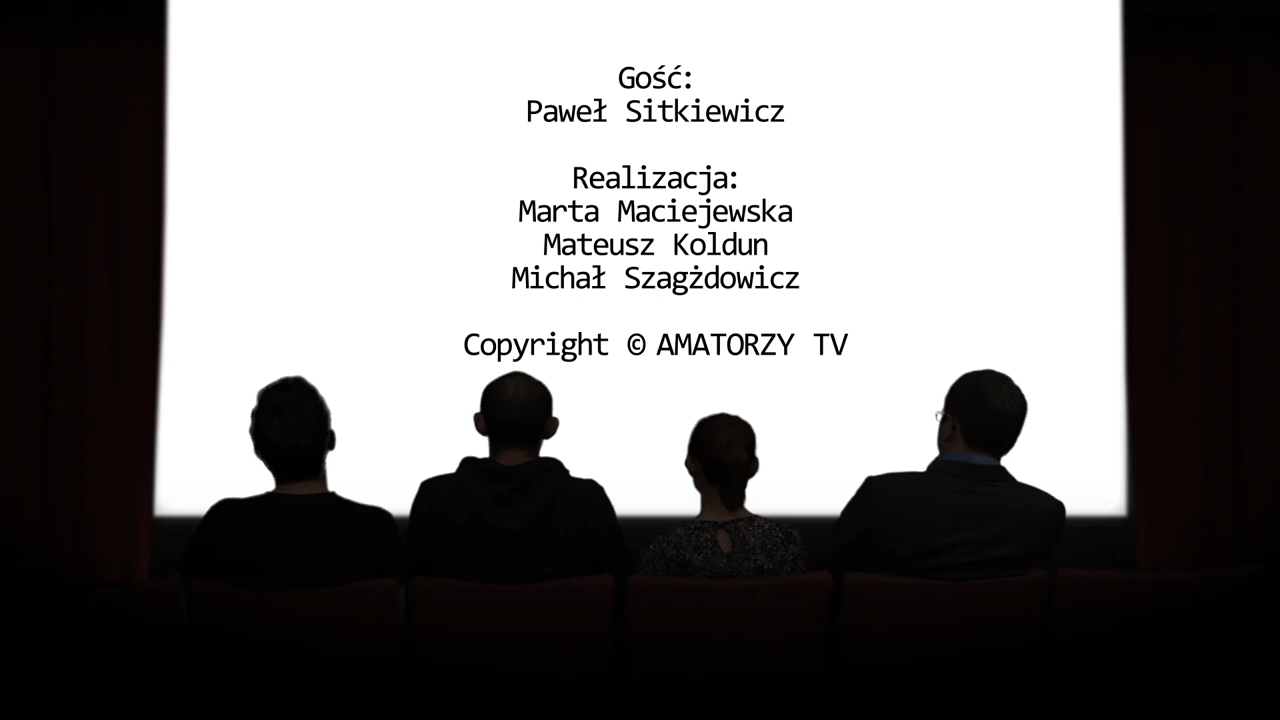 Gość:
Paweł Sitkiewicz
Realizacja:
Marta Maciejewska
Mateusz Koldun
Michał Szagżdowicz
Copyright © AMATORZY TV